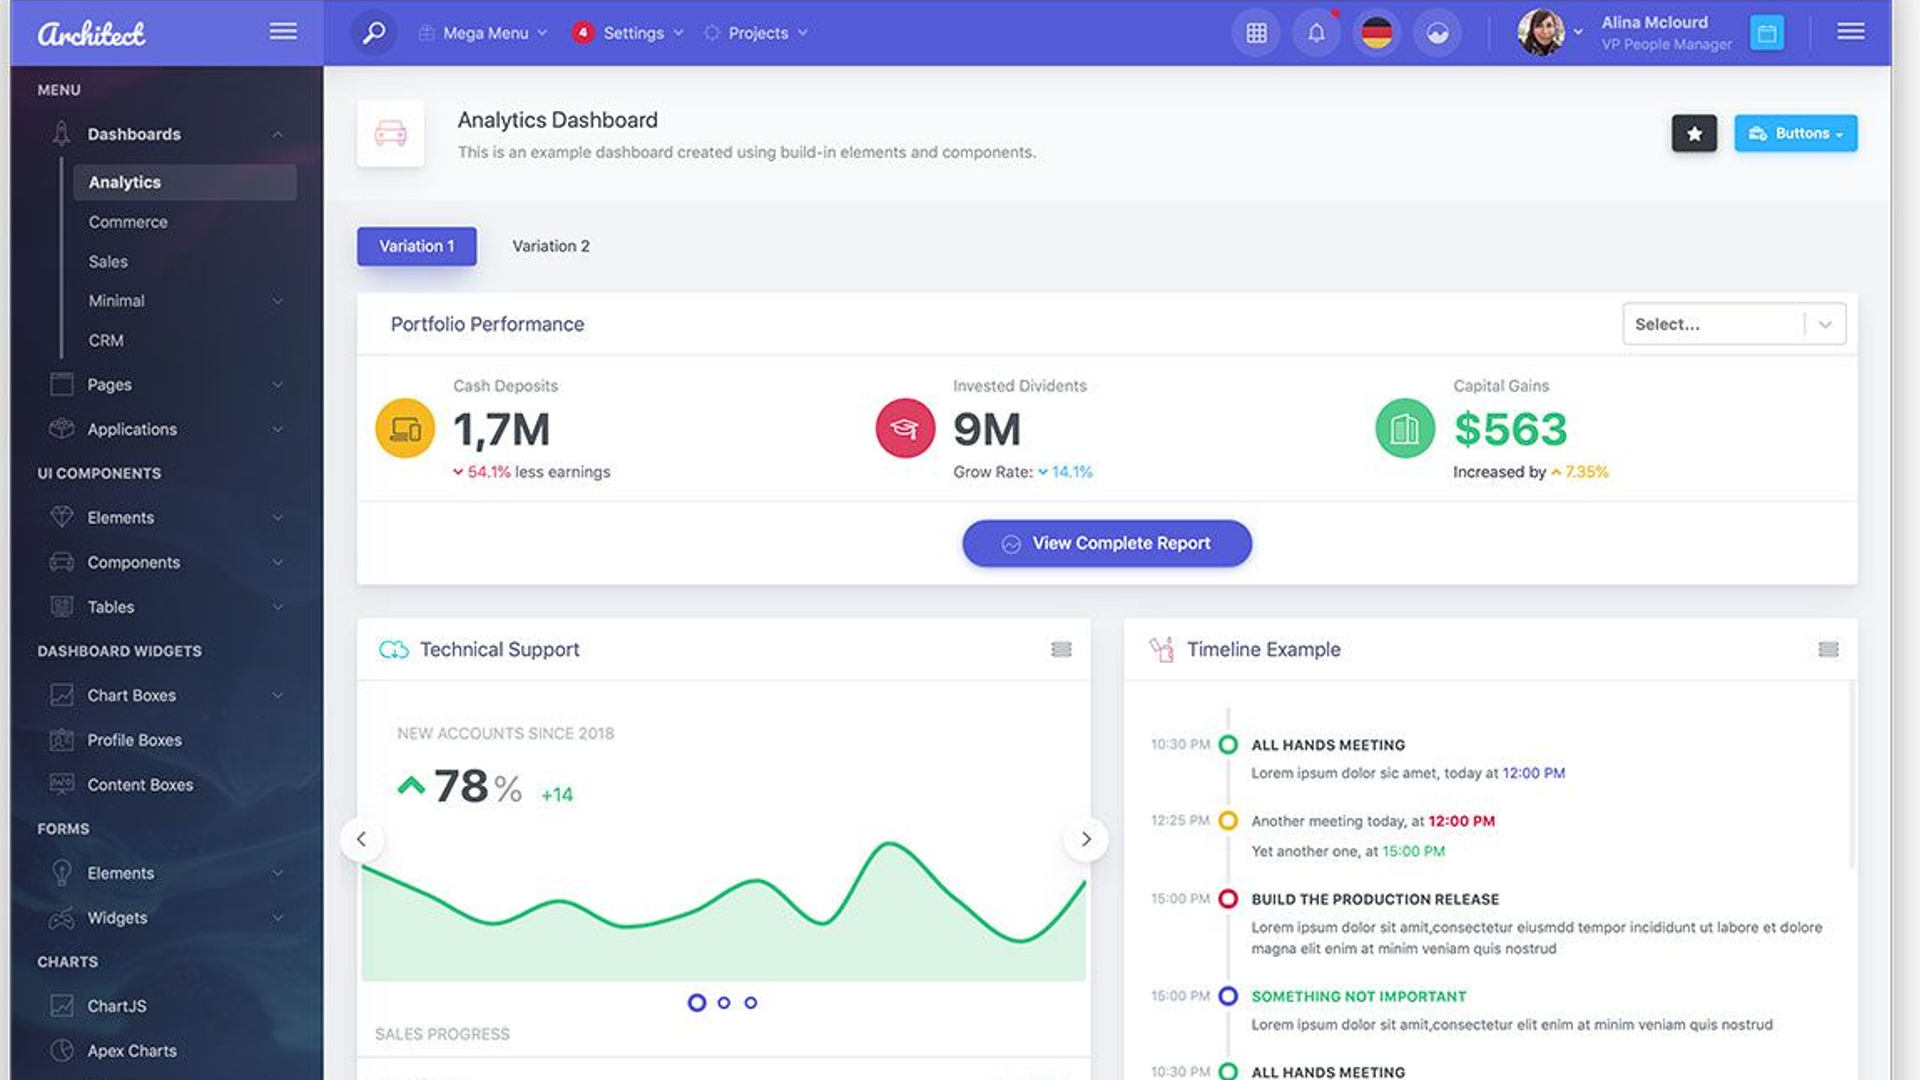 Architect
Mega Menu
4
Settings
Projects
Alina Mclourd
VP People Manager
MENU
Dashboards
Analytics
Commerce
Sales
Minimal
CRM
Pages
Applications
UI COMPONENTS
Elements
Components
Tables
DASHBOARD WIDGETS
Chart Boxes
Profile Boxes
Content Boxes
FORMS
Elements
Widgets
CHARTS
ChartJS
Apex Charts
Analytics Dashboard
This is an example dashboard created using build-in elements and components.
Buttons
Variation 1
Variation 2
Portfolio Performance
Select...
Cash Deposits
1,7M
54.1% less earnings
Invested Dividents
9M
Grow Rate: 14.1%
Capital Gains
$563
Increased by 7.35%
View Complete Report
Technical Support
NEW ACCOUNTS SINCE 2018
78 % +14
SALES PROGRESS
Timeline Example
10:30 PM ALL HANDS MEETING
Lorem ipsum dolor sic amet, today at 12:00 PM
12:25 PM Another meeting today, at 12:00 PM
Yet another one, at 15:00 PM
15:00 PM BUILD THE PRODUCTION RELEASE
Lorem ipsum dolor sit amit,consectetur eiusmdd tempor incididunt ut labore et dolore
magna elit enim at minim veniam quis nostrud
15:00 PM SOMETHING NOT IMPORTANT
Lorem ipsum dolor sit amit,consectetur elit enim at minim veniam quis nostrud
10:30 PM ALL HANDS MEETING